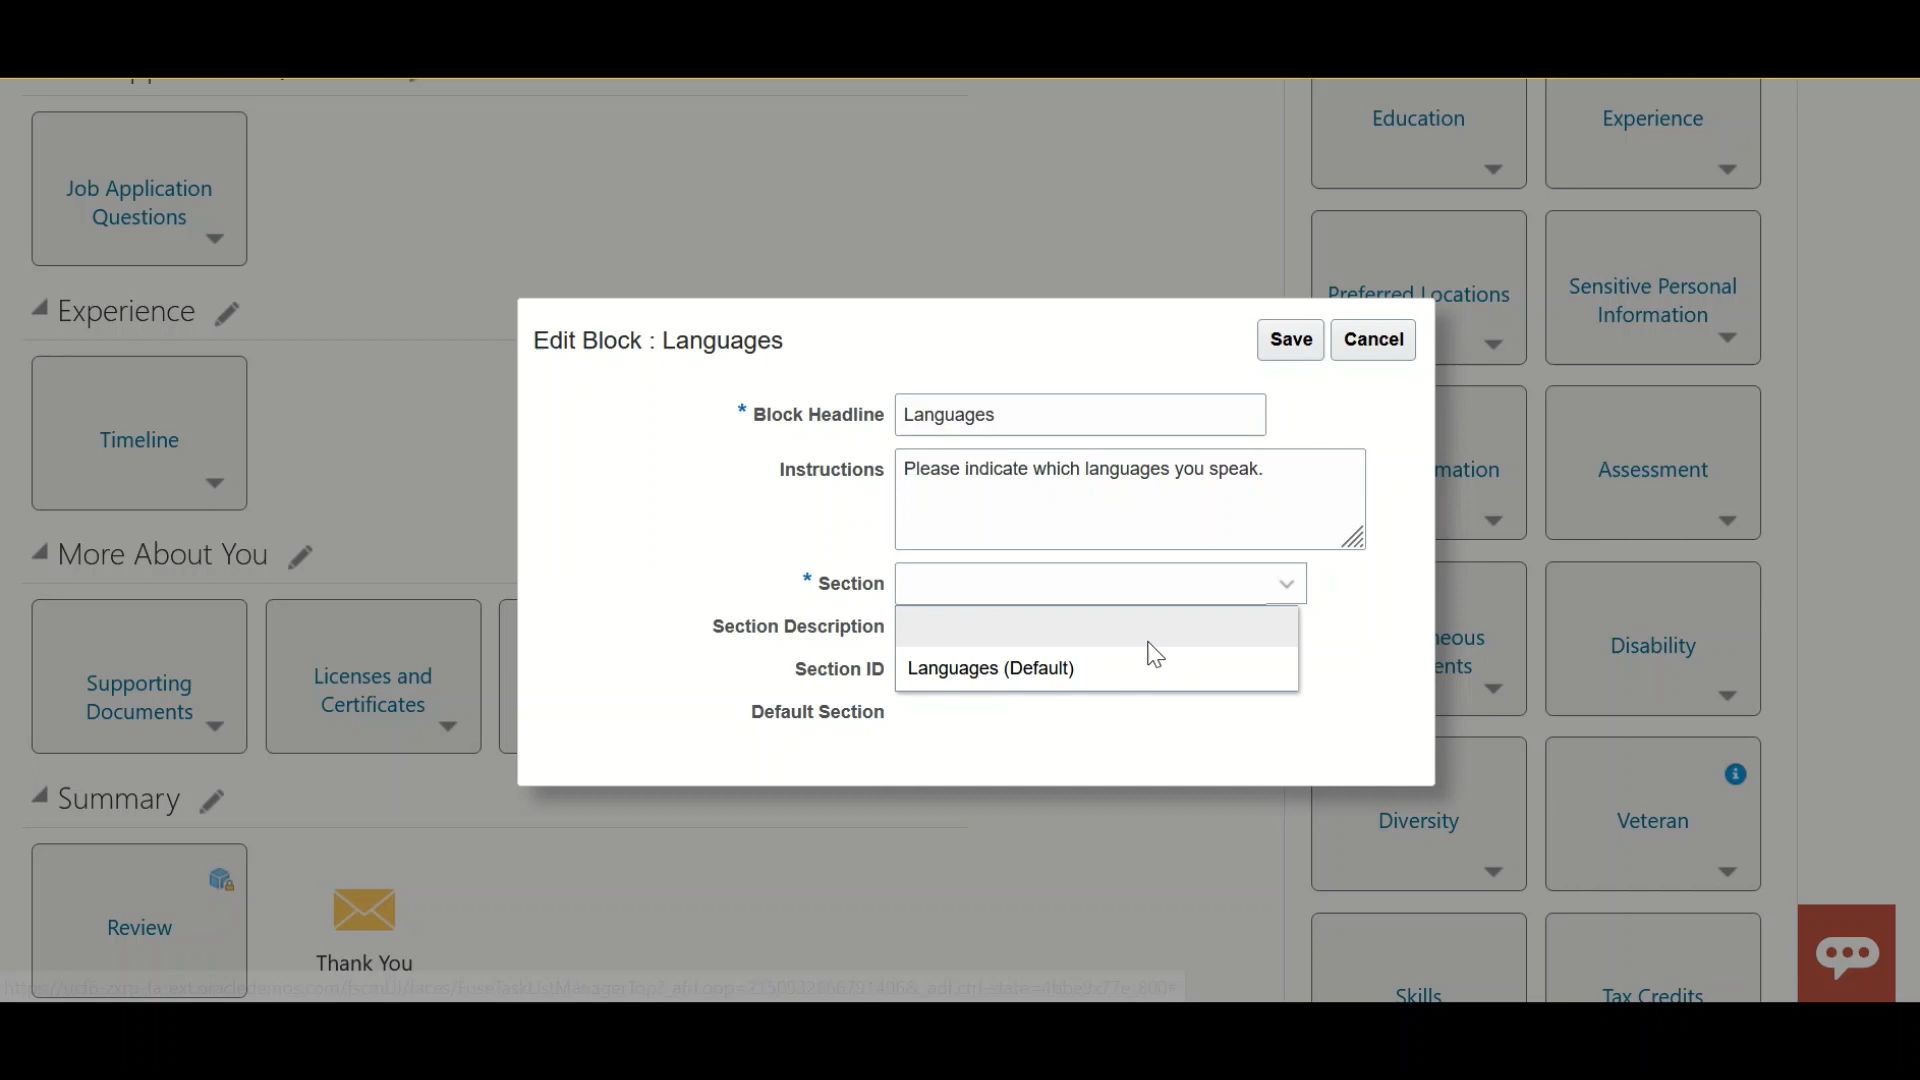 Education
Experience
Job Application
Questions
Preferred Locations
Sensitive Personal
Information
Experience
Edit Block : Languages
Save
Cancel
* Block Headline
Languages
Instructions
Please indicate which languages you speak.
Timeline
mation
Assessment
More About You
* Section
Section Description
Section ID
Languages (Default)
Default Section
Supporting
Documents
Licenses and
Certificates
neous
ents
Disability
Summary
Diversity
Veteran
Review
Thank You
Skills
Tax Credits